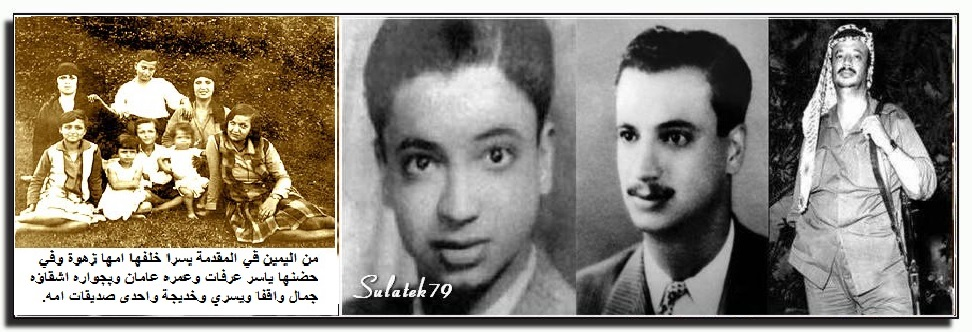 من اليمين في المقدمة يسرا خلفها امها زهوة وفي
حضنها ياسر عرفات وعمره عامان وبجواره اشقاؤه
جمال واقفا ويسري وخديجة واحدى صديقات امه.
Sulatek79